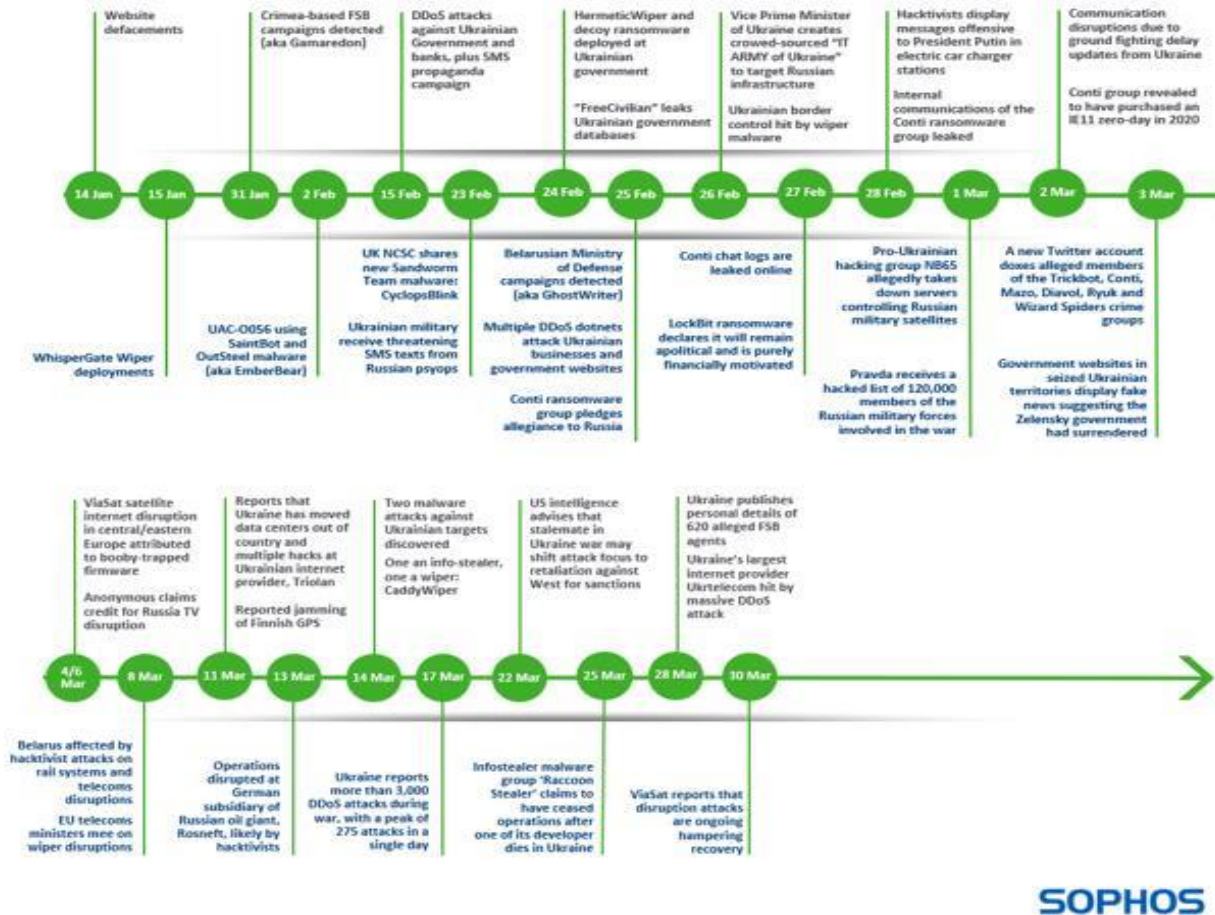 Website
defacements
Crimea-based FSB
campaigns detected
(aka Gamaredon)
DDoS attacks
against Ukrainian
Government and
banks, plus SMS
propaganda
campaign
HermeticWiper and
decoy ransomware
deployed at
Ukrainian
government
"FreeCivilian" leaks
Ukrainian government
databases
Vice Prime Minister
of Ukraine creates
crowed-sourced "IT
ARMY of Ukraine"
to target Russian
infrastructure
Ukrainian border
control hit by wiper
malware
Hacktivists display
messages offensive
to President Putin in
electric car charger
stations
Internal
communications of the
Conti ransomware
group leaked
Communication
disruptions due to
ground fighting delay
updates from Ukraine
Conti group revealed
to have purchased an
IE11 zero-day in 2020
14 Jan
15 Jan
31 Jan
2 Feb
15 Feb
23 Feb
24 Feb
25 Feb
26 Feb
27 Feb
28 Feb
1 Mar
2 Mar
3 Mar
WhisperGate Wiper
deployments
UAC-0056 using
SaintBot and
OutSteel malware
(aka EmberBear)
UK NCSC shares
new Sandworm
Team malware:
CyclopsBlink
Ukrainian military
receive threatening
SMS texts from
Russian psyops
Belarusian Ministry
of Defense
campaigns detected
(aka GhostWriter)
Multiple DDoS dotnets
attack Ukrainian
businesses and
government websites
Conti ransomware
group pledges
allegiance to Russia
Conti chat logs are
leaked online
LockBit ransomware
declares it will remain
apolitical and is purely
financially motivated
Pro-Ukrainian
hacking group NB65
allegedly takes
down servers
controlling Russian
military satellites
Pravda receives a
hacked list of 120,000
members of the
Russian military forces
involved in the war
A new Twitter account
doxes alleged members
of the Trickbot, Conti,
Mazo, Diavol, Ryuk and
Wizard Spiders crime
groups
Government websites in
seized Ukrainian
territories display fake
news suggesting the
Zelensky government
had surrendered
ViaSat satellite
internet disruption
in central/eastern
Europe attributed
to booby-trapped
firmware
Anonymous claims
credit for Russia TV
disruption
Reports that
Ukraine has moved
data centers out of
country and
multiple hacks at
Ukrainian internet
provider, Triolan
Reported jamming
of Finnish GPS
Two malware
attacks against
Ukrainian targets
discovered
One an info-stealer,
one a wiper:
CaddyWiper
US intelligence
advises that
stalemate in
Ukraine war may
shift attack focus to
retaliation against
West for sanctions
Ukraine publishes
personal details of
620 alleged FSB
agents
Ukraine's largest
internet provider
Ukrtelecom hit by
massive DDoS
attack
4/6
Mar
8 Mar
11 Mar
13 Mar
14 Mar
17 Mar
22 Mar
25 Mar
28 Mar
30 Mar
Belarus affected by
hacktivist attacks on
rail systems and
telecoms
disruptions
EU telecoms
ministers mee on
wiper disruptions
Operations
disrupted at
German
subsidiary of
Russian oil giant,
Rosneft, likely by
hacktivists
Ukraine reports
more than 3,000
DDoS attacks during
war, with a peak of
275 attacks in a
single day
Infostealer malware
group 'Raccoon
Stealer' claims to
have ceased
operations after
one of its developer
dies in Ukraine
ViaSat reports that
disruption attacks
are ongoing
hampering
recovery
SOPHOS